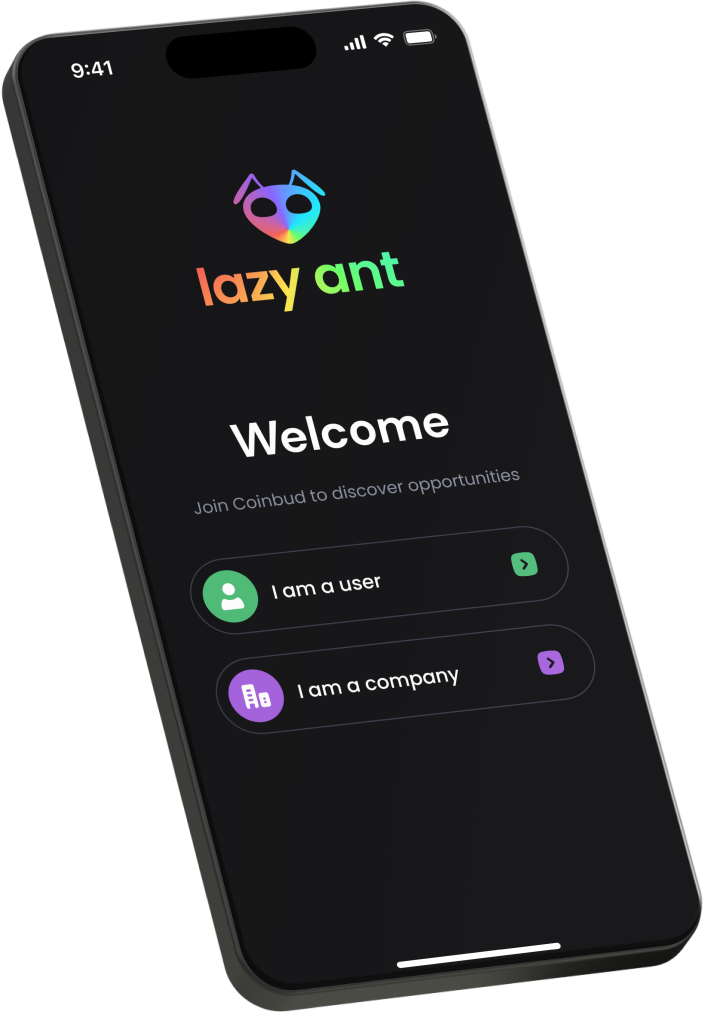 9:41
lazy ant
Welcome
Join Coinbud to discover opportunities
I am a user
I am a company